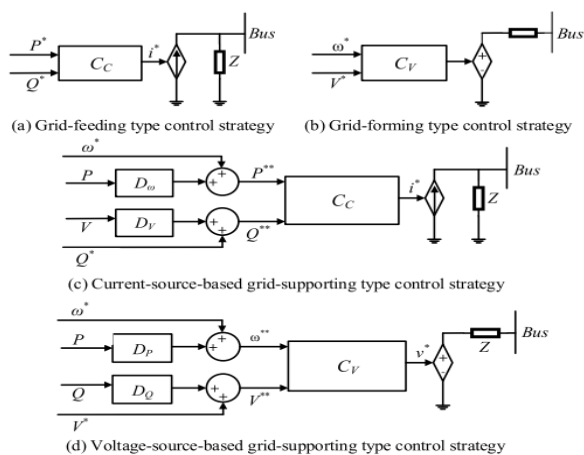 P*
Q*
C_C
i*
Z
Bus
(a) Grid-feeding type control strategy
ω*
V*
C_V
+
-
Bus
(b) Grid-forming type control strategy
ω*
P
D_ω
+
+
P**
V
D_V
+
+
Q**
Q*
C_C
i*
Z
Bus
(c) Current-source-based grid-supporting type control strategy
ω*
P
D_P
+
+
ω**
Q
D_Q
+
+
V**
V*
C_V
v*
+
-
Z
Bus
(d) Voltage-source-based grid-supporting type control strategy